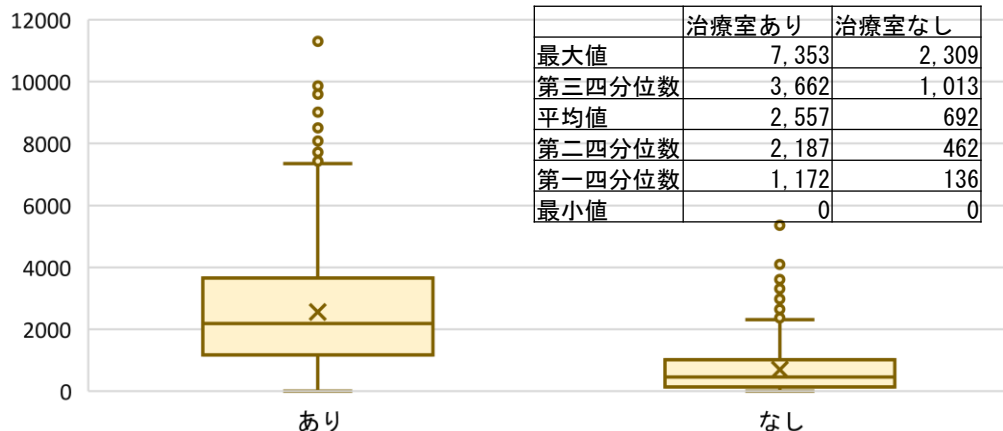 12000
10000
8000
6000
4000
2000
0
治療室あり 治療室なし
最大値 7,353 2,309
第三四分位数 3,662 1,013
平均値 2,557 692
第二四分位数 2,187 462
第一四分位数 1,172 136
最小値 0 0
あり なし